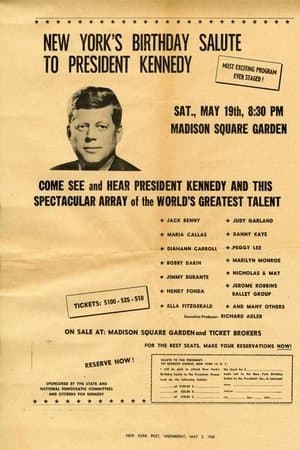 NEW YORK'S BIRTHDAY SALUTE
TO PRESIDENT KENNEDY
MOST EXCITING PROGRAM
EVER STAGED!
SAT., MAY 19th, 8:30 PM
MADISON SQUARE GARDEN
COME SEE and HEAR PRESIDENT KENNEDY AND THIS
SPECTACULAR ARRAY of the WORLD'S GREATEST TALENT
★ JACK BENNY
★ MARIA CALLAS
★ DIAHANN CARROLL
★ BOBBY DARIN
★ JIMMY DURANTE
★ HENRY FONDA
★ ELLA FITZGERALD
★ JUDY GARLAND
★ DANNY KAYE
★ PEGGY LEE
★ MARILYN MONROE
★ NICHOLS & MAY
★ JEROME ROBBINS
BALLET GROUP
★ AND MANY OTHERS
Executive Producer: RICHARD ADLER
TICKETS: $100 - $25 - $10
ON SALE AT: MADISON SQUARE GARDEN and TICKET BROKERS
FOR THE BEST SEATS, MAKE YOUR RESERVATIONS NOW!
RESERVE NOW!
SPONSORED BY THE STATE AND
NATIONAL DEMOCRATIC COMMITTEES
AND CITIZENS FOR KENNEDY
SALUTE TO THE PRESIDENT
NEW YORK POST, WEDNESDAY, MAY